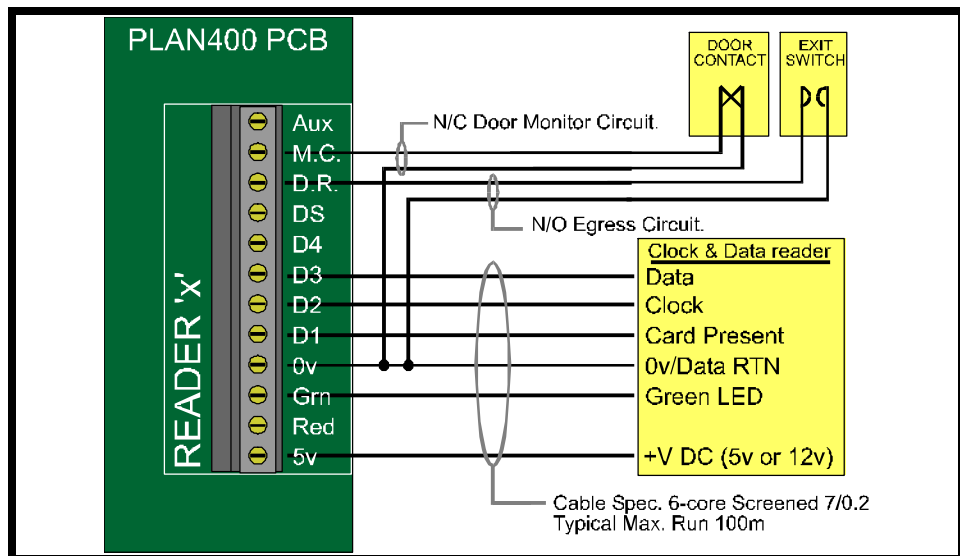 PLAN400 PCB
READER 'x'
Aux
M.C.
D.R.
DS
D4
D3
D2
D1
0v
Grn
Red
5v
N/C Door Monitor Circuit.
N/O Egress Circuit.
DOOR
CONTACT
EXIT
SWITCH
Clock & Data reader
Data
Clock
Card Present
0v/Data RTN
Green LED
+V DC (5v or 12v)
Cable Spec. 6-core Screened 7/0.2
Typical Max. Run 100m